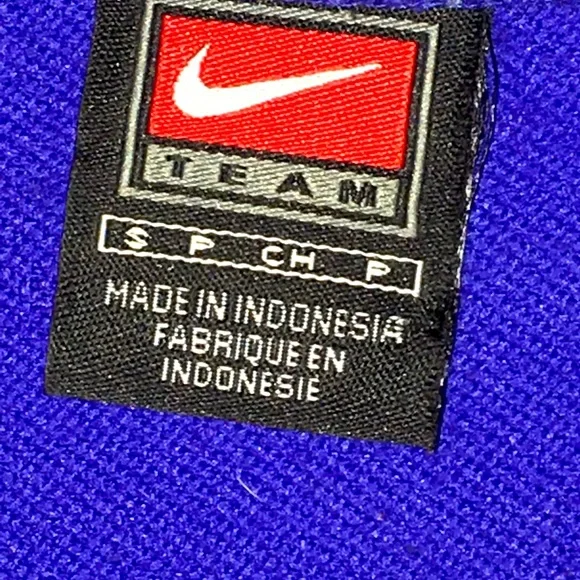 TEAM
S P CH P
MADE IN INDONESIA
FABRIQUE EN
INDONESIE